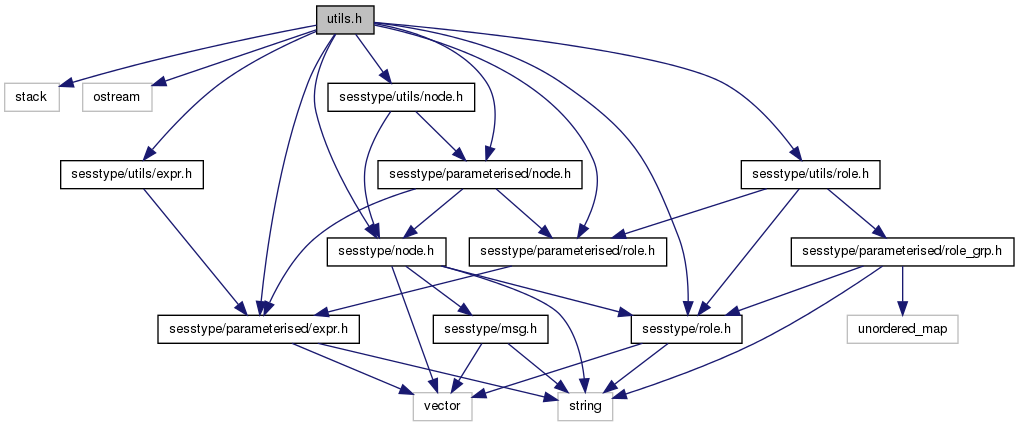 utils.h
stack
ostream
sesstype/utils/node.h
sesstype/utils/expr.h
sesstype/parameterised/node.h
sesstype/utils/role.h
sesstype/node.h
sesstype/parameterised/role.h
sesstype/parameterised/role_grp.h
sesstype/parameterised/expr.h
sesstype/msg.h
sesstype/role.h
unordered_map
vector
string